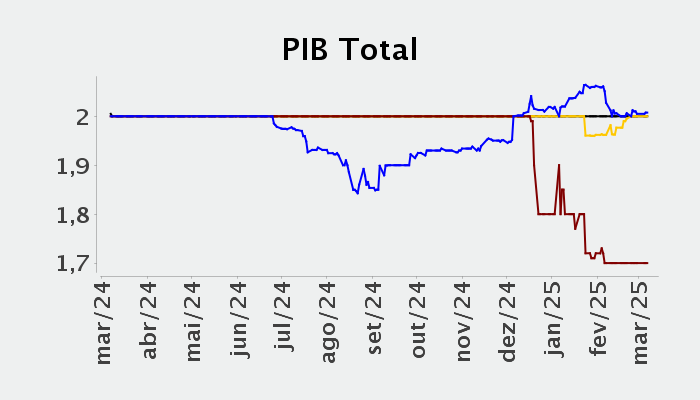 PIB Total
2
1,9
1,8
1,7
mar/24
abr/24
mai/24
jun/24
jul/24
ago/24
set/24
out/24
nov/24
dez/24
jan/25
fev/25
mar/25